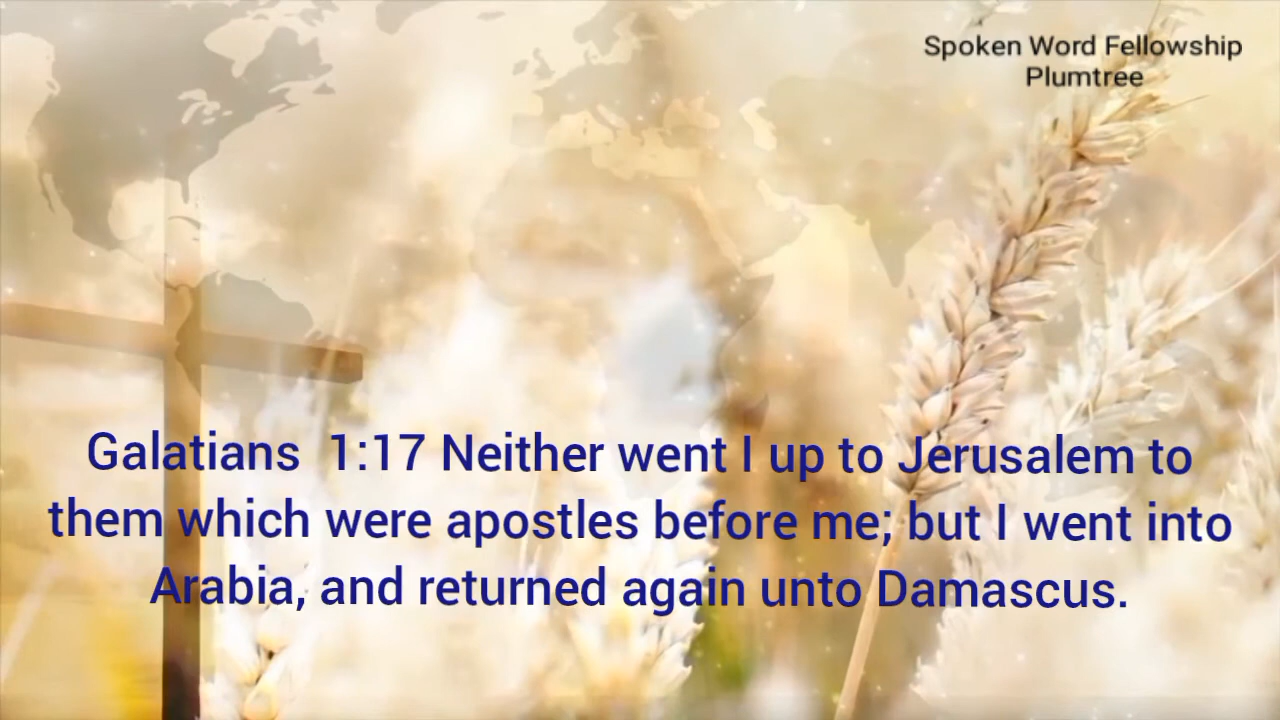 Spoken Word Fellowship
Plumtree
Galatians  1:17 Neither went I up to Jerusalem to
them which were apostles before me; but I went into
Arabia, and returned again unto Damascus.